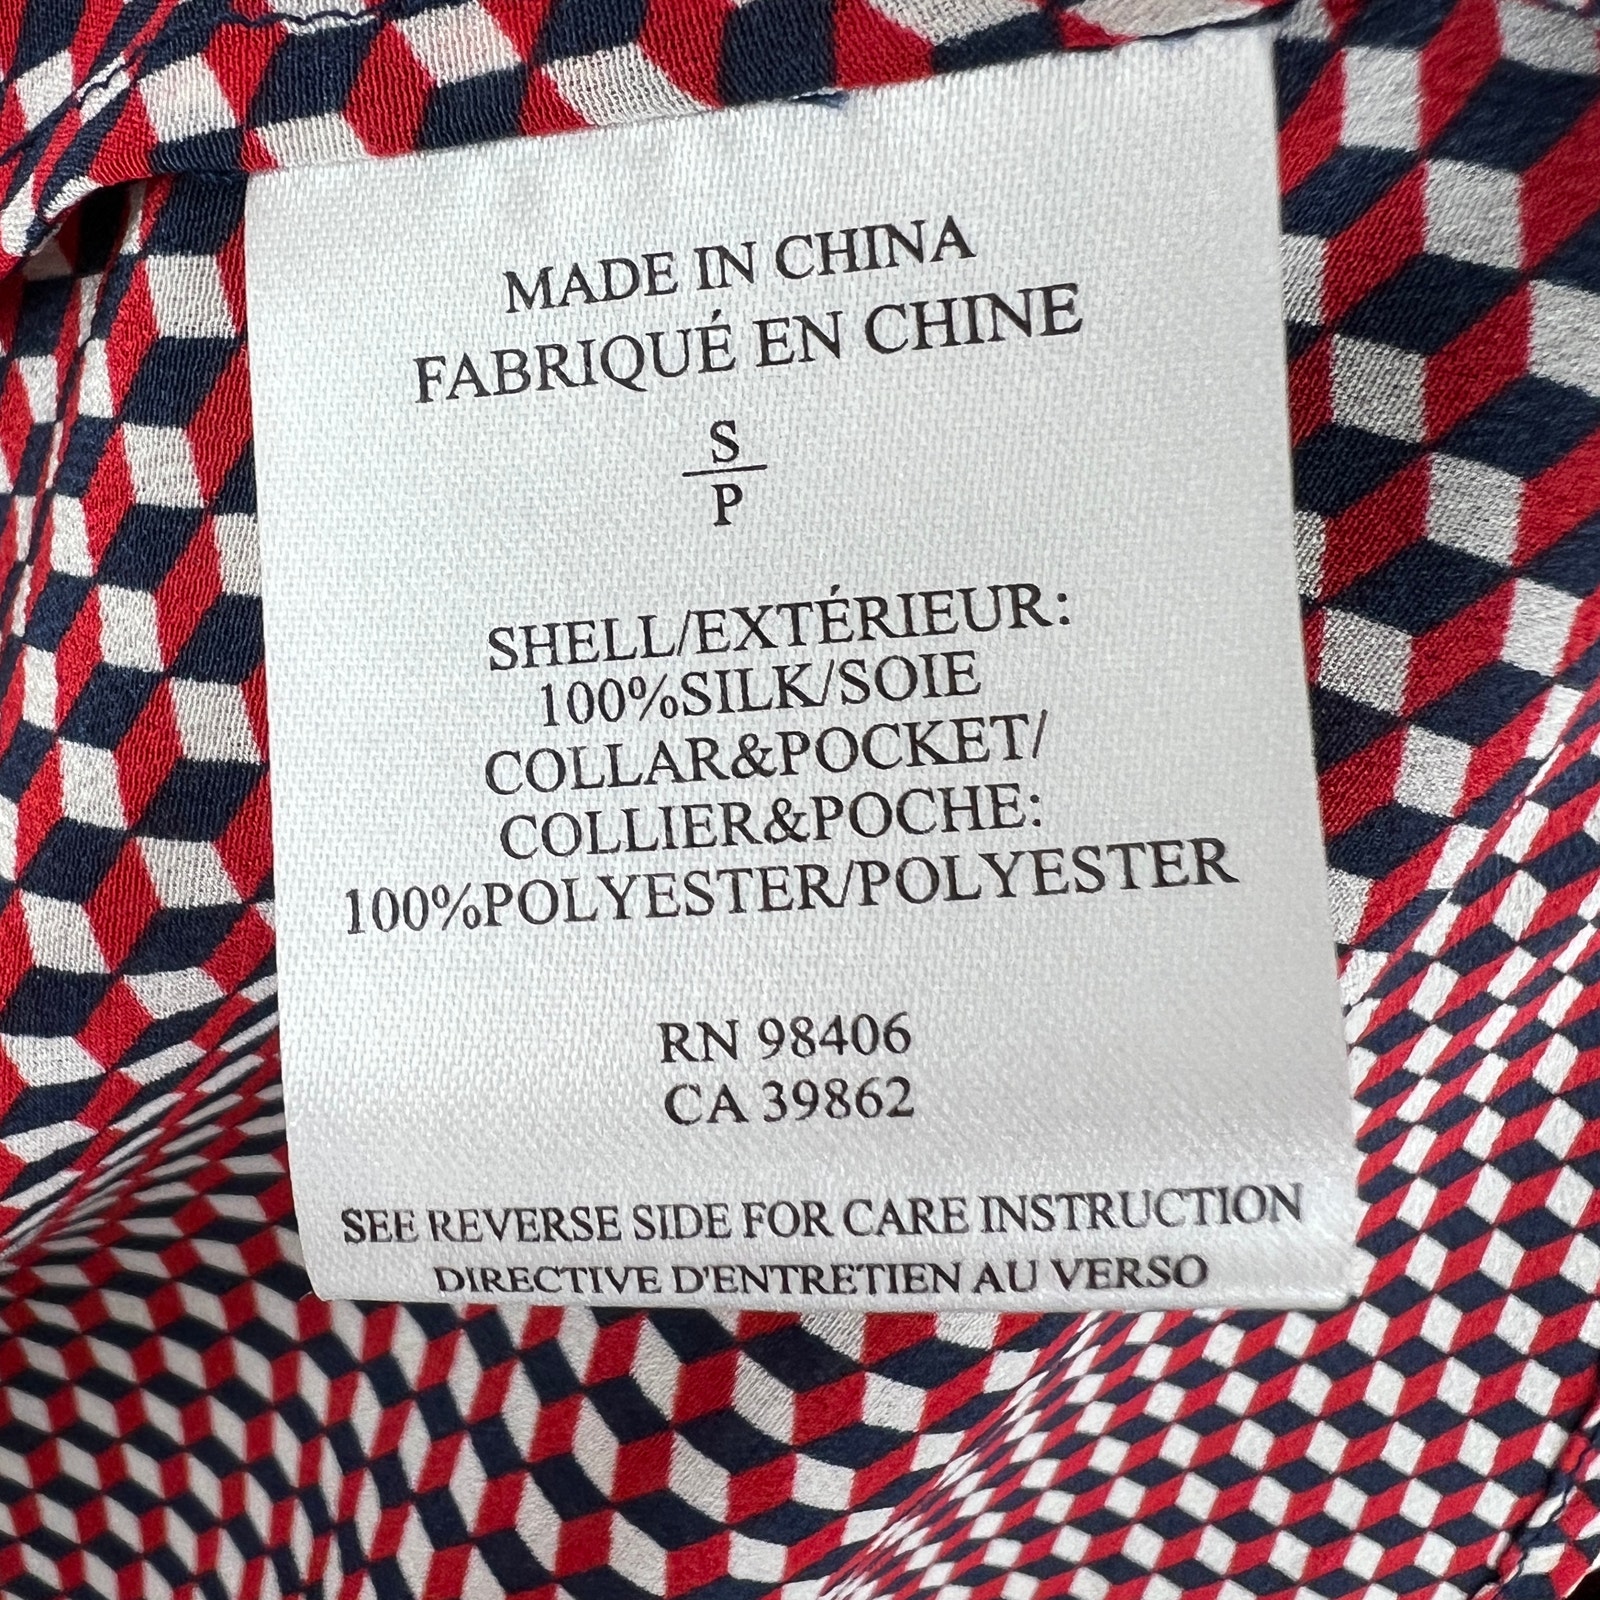 MADE IN CHINA
FABRIQUÉ EN CHINE
S
P
SHELL/EXTÉRIEUR:
100%SILK/SOIE
COLLAR&POCKET/
COLLIER&POCHE:
100%POLYESTER/POLYESTER
RN 98406
CA 39862
SEE REVERSE SIDE FOR CARE INSTRUCTION
DIRECTIVE D'ENTRETIEN AU VERSO